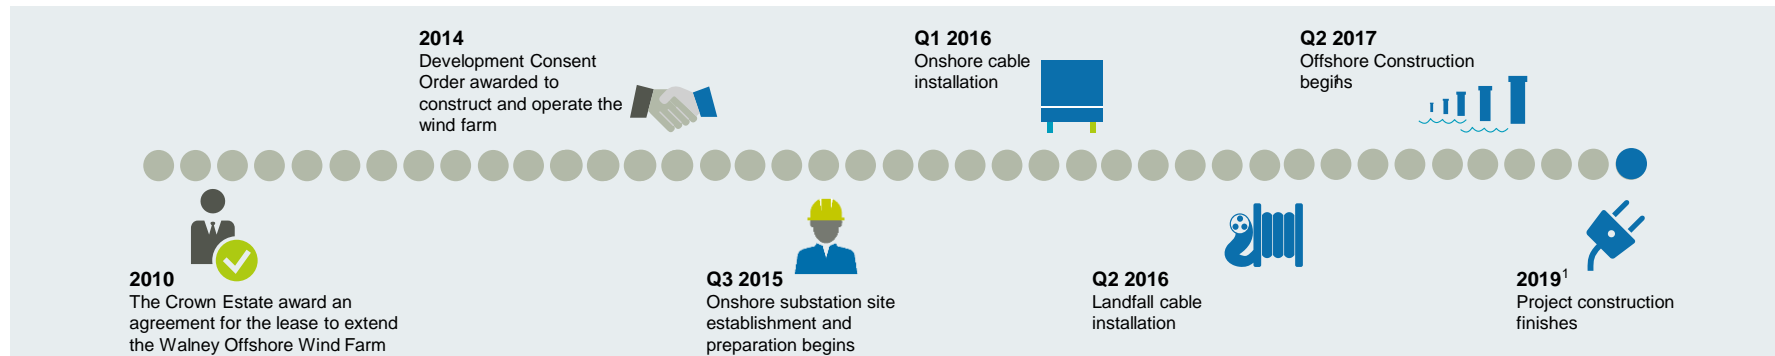 2014
Development Consent
Order awarded to
construct and operate the
wind farm
Q1 2016
Onshore cable
installation
Q2 2017
Offshore Construction
begins
2010
The Crown Estate award an
agreement for the lease to extend
the Walney Offshore Wind Farm
Q3 2015
Onshore substation site
establishment and
preparation begins
Q2 2016
Landfall cable
installation
2019¹
Project construction
finishes